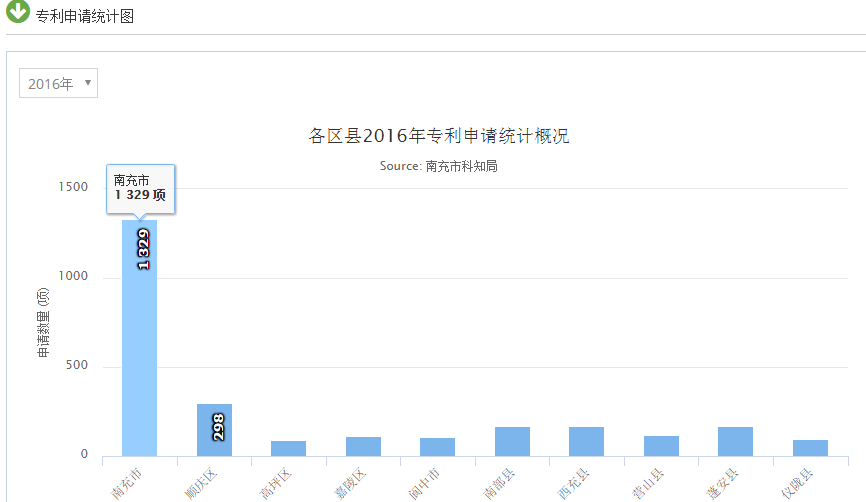 专利申请统计图
2016年
各区县2016年专利申请统计概况
Source: 南充市科知局
南充市
1 329 项
1500
1000
500
0
申请数量 (项)
1 329
298
南充市
顺庆区
高坪区
嘉陵区
阆中市
南部县
西充县
营山县
蓬安县
仪陇县